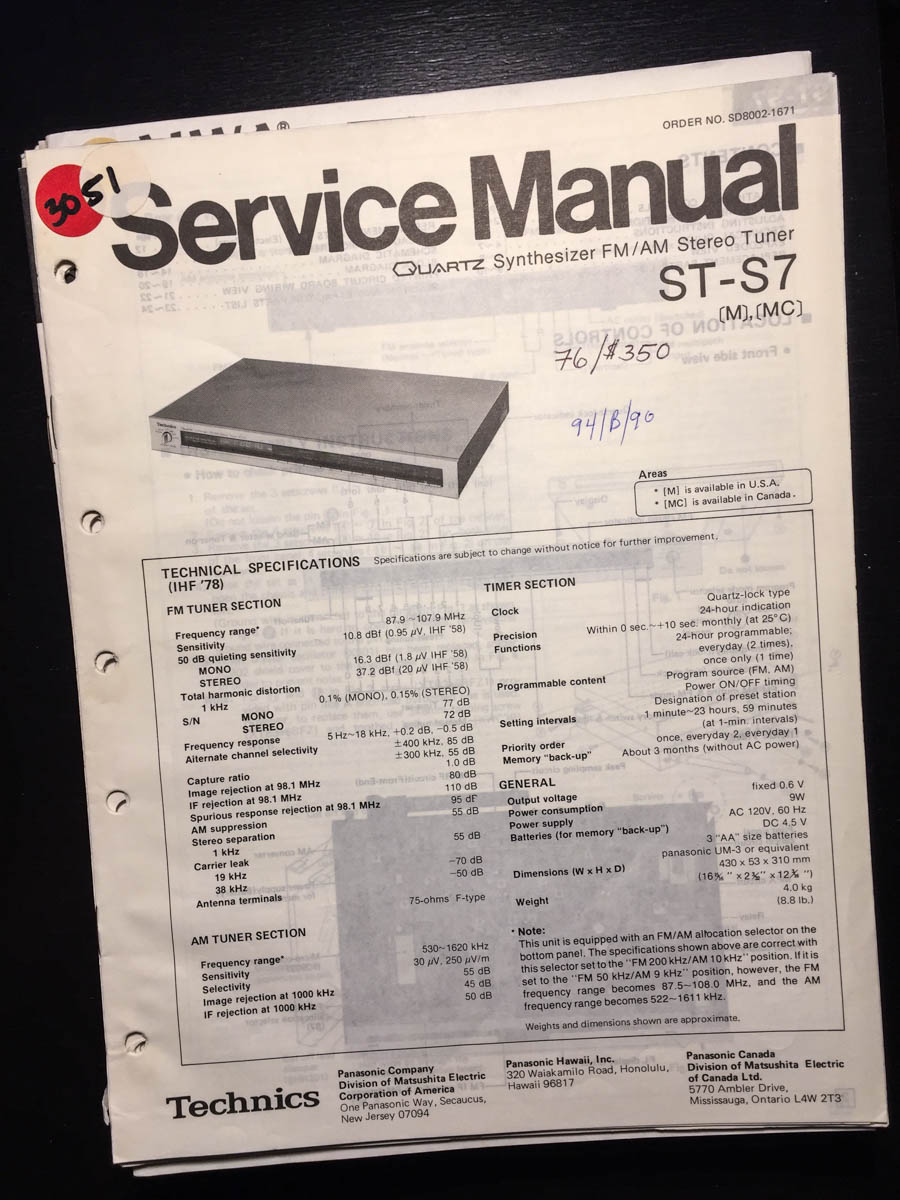 ORDER NO. SD8002-1671
3051
Service Manual
QUARTZ Synthesizer FM/AM Stereo Tuner
ST-S7
[M], [MC]
76/$350
94/B/90
Technics
Areas
* [M] is available in U.S.A.
* [MC] is available in Canada.
TECHNICAL SPECIFICATIONS Specifications are subject to change without notice for further improvement.
(IHF '78)
FM TUNER SECTION
Frequency range* 87.9 ~107.9 MHz
Sensitivity 10.8 dBf (0.95 µV, IHF '58)
50 dB quieting sensitivity
MONO 16.3 dBf (1.8 µV IHF '58)
STEREO 37.2 dBf (20 µV IHF '58)
Total harmonic distortion
1 kHz 0.1% (MONO), 0.15% (STEREO)
S/N MONO 77 dB
STEREO 72 dB
Frequency response 5 Hz~18 kHz, +0.2 dB, −0.5 dB
Alternate channel selectivity ±400 kHz, 85 dB
±300 kHz, 55 dB
Capture ratio 1.0 dB
Image rejection at 98.1 MHz 80 dB
IF rejection at 98.1 MHz 110 dB
Spurious response rejection at 98.1 MHz 95 dF
AM suppression 55 dB
Stereo separation
1 kHz 55 dB
Carrier leak
19 kHz −70 dB
38 kHz −50 dB
Antenna terminals 75-ohms F-type
AM TUNER SECTION
Frequency range* 530~1620 kHz
Sensitivity 30 µV, 250 µV/m
Selectivity 55 dB
Image rejection at 1000 kHz 45 dB
IF rejection at 1000 kHz 50 dB
TIMER SECTION
Clock Quartz-lock type
24-hour indication
Precision Within 0 sec.~+10 sec. monthly (at 25°C)
Functions 24-hour programmable;
everyday (2 times),
once only (1 time)
Programmable content Program source (FM, AM)
Power ON/OFF timing
Designation of preset station
Setting intervals 1 minute~23 hours, 59 minutes
(at 1-min. intervals)
Priority order once, everyday 2, everyday 1
Memory "back-up" About 3 months (without AC power)
GENERAL
Output voltage fixed 0.6 V
Power consumption 9W
Power supply AC 120V, 60 Hz
Batteries (for memory "back-up") DC 4.5 V
3 "AA" size batteries
panasonic UM-3 or equivalent
Dimensions (W x H x D) 430 x 53 x 310 mm
Weight 4.0 kg
(8.8 lb.)
* Note:
This unit is equipped with an FM/AM allocation selector on the
bottom panel. The specifications shown above are correct with
this selector set to the "FM 200 kHz/AM 10 kHz" position. If it is
set to the "FM 50 kHz/AM 9 kHz" position, however, the FM
frequency range becomes 87.5~108.0 MHz, and the AM
frequency range becomes 522~1611 kHz.
Weights and dimensions shown are approximate.
Technics
Panasonic Company
Division of Matsushita Electric
Corporation of America
One Panasonic Way, Secaucus,
New Jersey 07094
Panasonic Hawaii, Inc.
320 Waiakamilo Road, Honolulu,
Hawaii 96817
Panasonic Canada
Division of Matsushita Electric
of Canada Ltd.
5770 Ambler Drive,
Mississauga, Ontario L4W 2T3